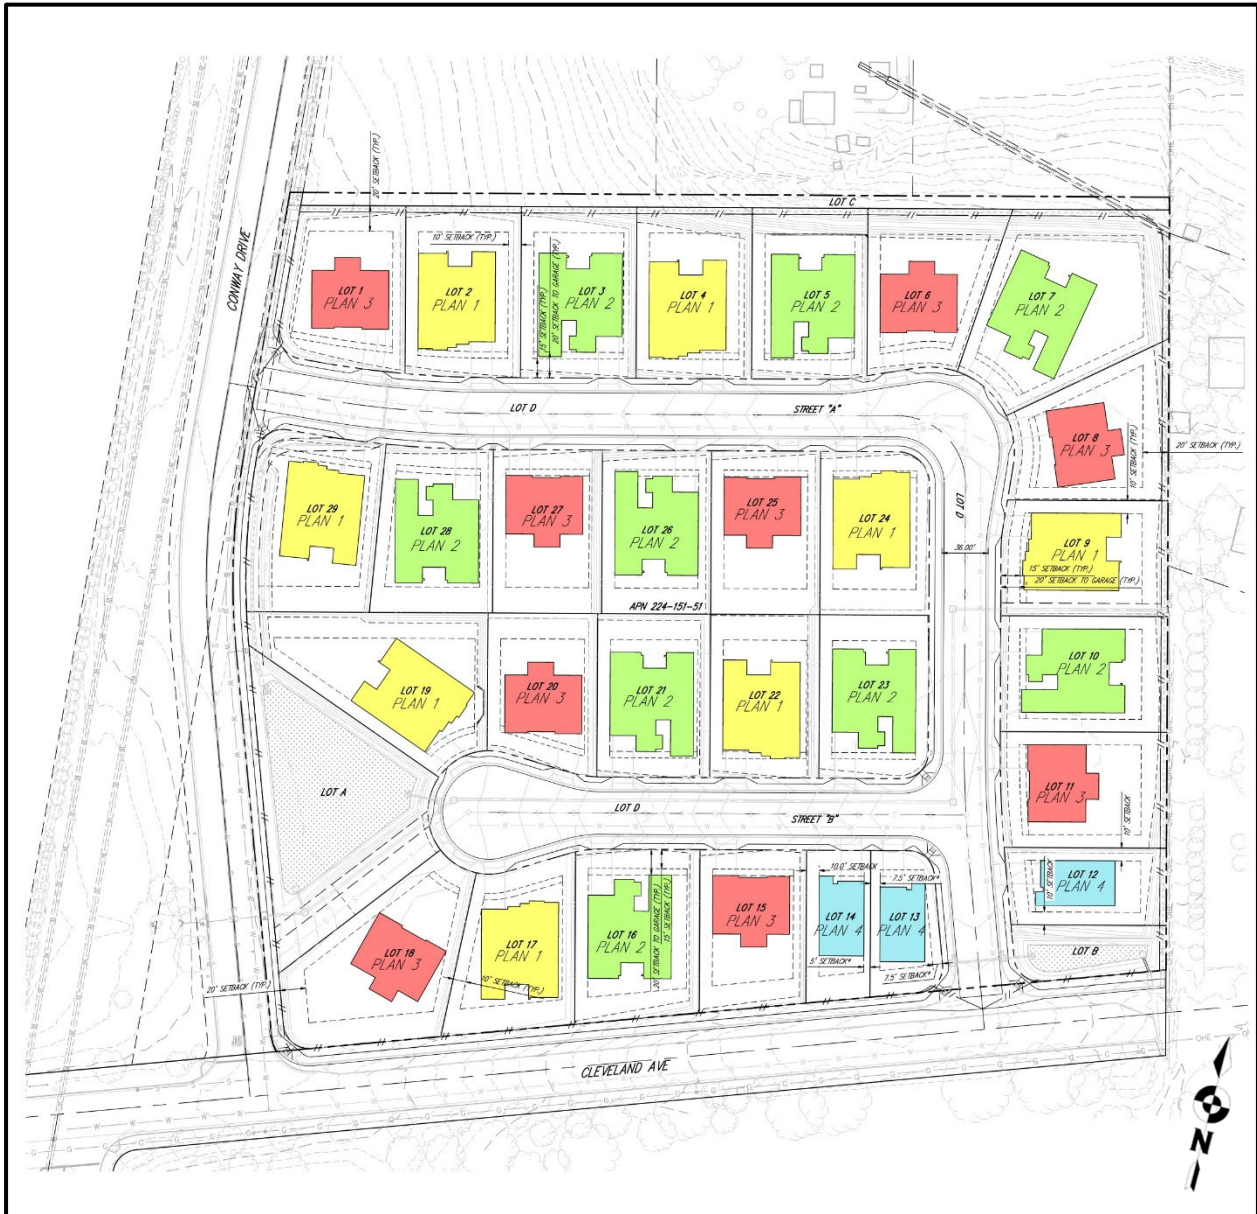 20' SETBACK (TYP.)
CONWAY DRIVE
LOT C
10' SETBACK (TYP.)
15' SETBACK (TYP.)
20' SETBACK TO GARAGE (TYP.)
LOT 1
PLAN 3
LOT 2
PLAN 1
LOT 3
PLAN 2
LOT 4
PLAN 1
LOT 5
PLAN 2
LOT 6
PLAN 3
LOT 7
PLAN 2
LOT D
STREET "A"
LOT 8
PLAN 3
10' SETBACK (TYP.)
20' SETBACK (TYP.)
LOT 29
PLAN 1
LOT 28
PLAN 2
LOT 27
PLAN 3
LOT 26
PLAN 2
LOT 25
PLAN 3
LOT 24
PLAN 1
LOT D
36.00'
LOT 9
PLAN 1
15' SETBACK (TYP.)
20' SETBACK TO GARAGE (TYP.)
APN 224-151-51
LOT 10
PLAN 2
LOT 19
PLAN 1
LOT 20
PLAN 3
LOT 21
PLAN 2
LOT 22
PLAN 1
LOT 23
PLAN 2
LOT A
LOT D
STREET "B"
LOT 11
PLAN 3
10' SETBACK
10.0' SETBACK
7.5' SETBACK*
LOT 12
PLAN 4
10' SETBACK
LOT 18
PLAN 3
LOT 17
PLAN 1
LOT 16
PLAN 2
20' SETBACK TO GARAGE (TYP.)
15' SETBACK (TYP.)
LOT 15
PLAN 3
LOT 14
PLAN 4
LOT 13
PLAN 4
LOT B
5' SETBACK*
7.5' SETBACK*
20' SETBACK (TYP.)
10' SETBACK (TYP.)
CLEVELAND AVE
OHE
N